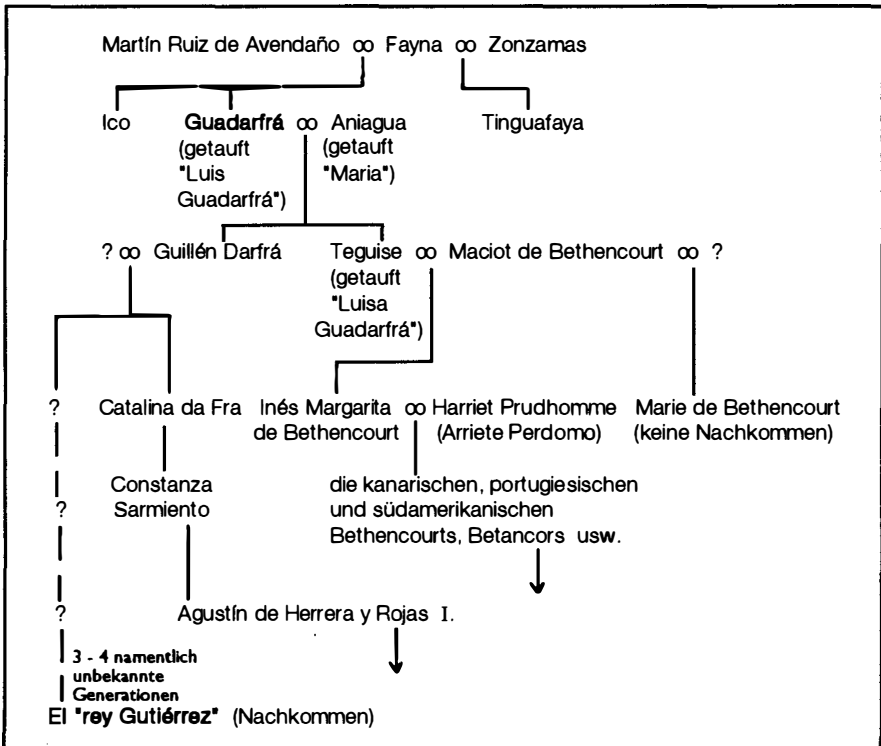 Martín Ruiz de Avendaño ∞ Fayna ∞ Zonzamas
Ico Guadarfrá ∞ Aniagua Tinguafaya
(getauft (getauft
"Luis "Maria")
Guadarfrá")
? ∞ Guillén Darfrá Teguise ∞ Maciot de Bethencourt ∞ ?
(getauft
"Luisa
Guadarfrá")
? Catalina da Fra Inés Margarita ∞ Harriet Prudhomme Marie de Bethencourt
de Bethencourt (Arriete Perdomo) (keine Nachkommen)
Constanza die kanarischen, portugiesischen
? Sarmiento und südamerikanischen
Bethencourts, Betancors usw.
? Agustín de Herrera y Rojas I.
3 - 4 namentlich
unbekannte
Generationen
El "rey Gutiérrez" (Nachkommen)